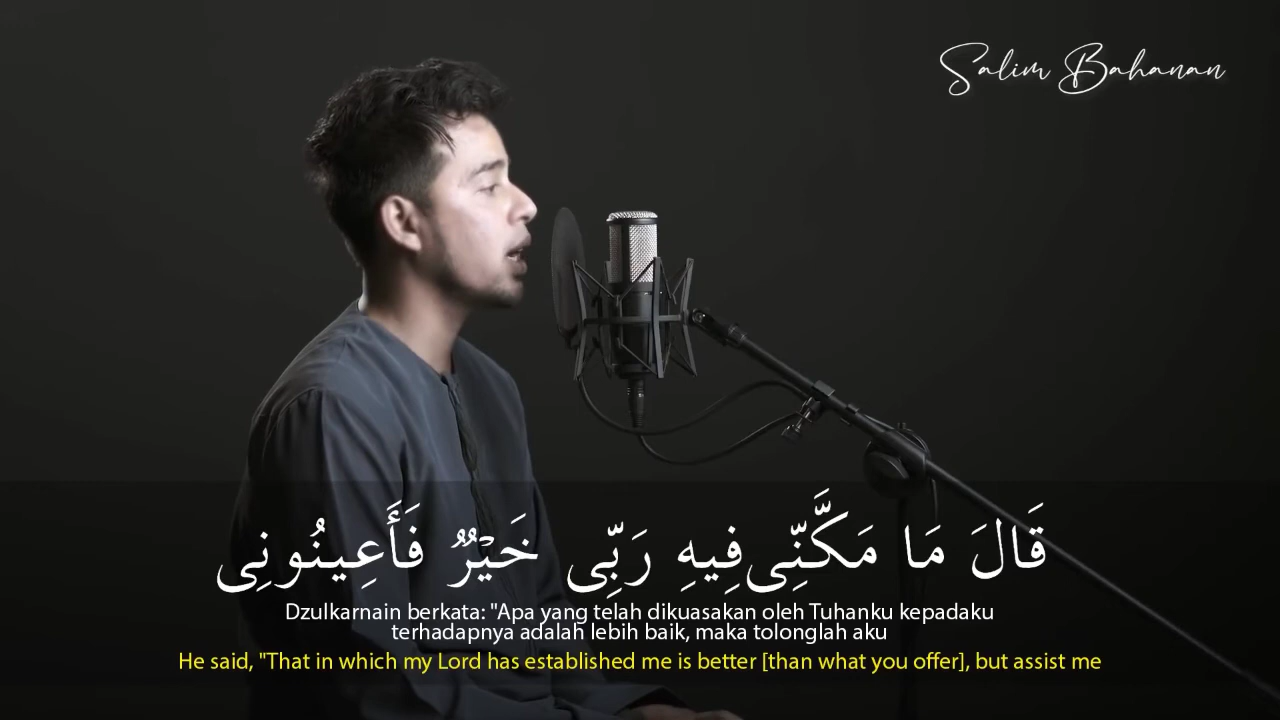 Salim Bahanan
قَالَ مَا مَكَّنِّى فِيهِ رَبِّى خَيْرٌ فَأَعِينُونِى
Dzulkarnain berkata: "Apa yang telah dikuasakan oleh Tuhanku kepadaku
terhadapnya adalah lebih baik, maka tolonglah aku
He said, "That in which my Lord has established me is better [than what you offer], but assist me